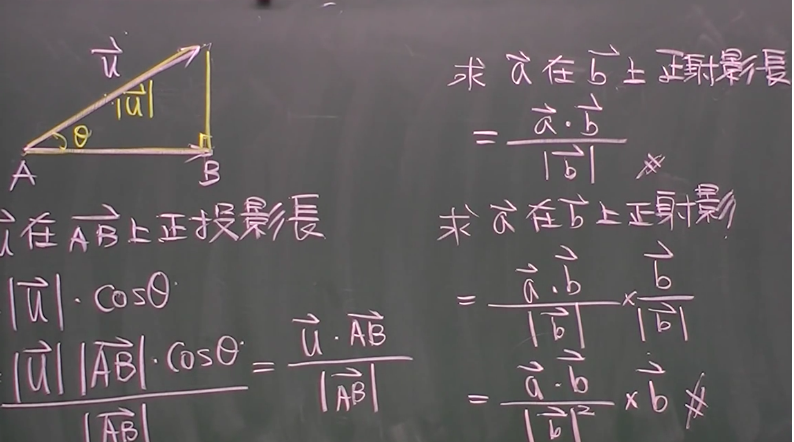 $\vec{u}$
$|\vec{u}|$
θ
A B
$\vec{u}$ 在 $\overrightarrow{AB}$ 上正投影長
$|\vec{u}| \cdot \cos\theta$
$\frac{|\vec{u}||\overrightarrow{AB}| \cdot \cos\theta}{|\overrightarrow{AB}|} = \frac{\vec{u} \cdot \overrightarrow{AB}}{|\overrightarrow{AB}|}$
求 $\vec{a}$ 在 $\vec{b}$ 上正射影長
$= \frac{\vec{a} \cdot \vec{b}}{|\vec{b}|}$ ※
求 $\vec{a}$ 在 $\vec{b}$ 上正射影
$= \frac{\vec{a} \cdot \vec{b}}{|\vec{b}|} \times \frac{\vec{b}}{|\vec{b}|}$
$= \frac{\vec{a} \cdot \vec{b}}{|\vec{b}|^2} \times \vec{b}$ ※